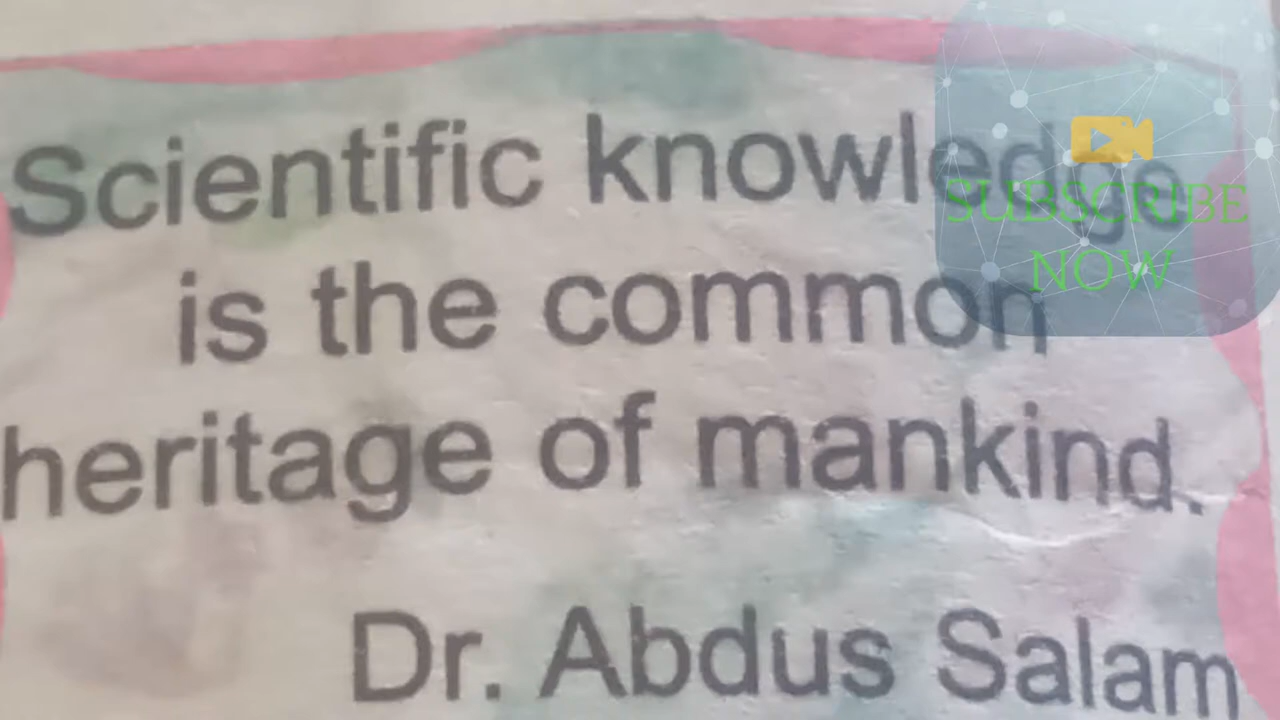 Scientific knowledge
is the common
heritage of mankind.
Dr. Abdus Salam
SUBSCRIBE
NOW